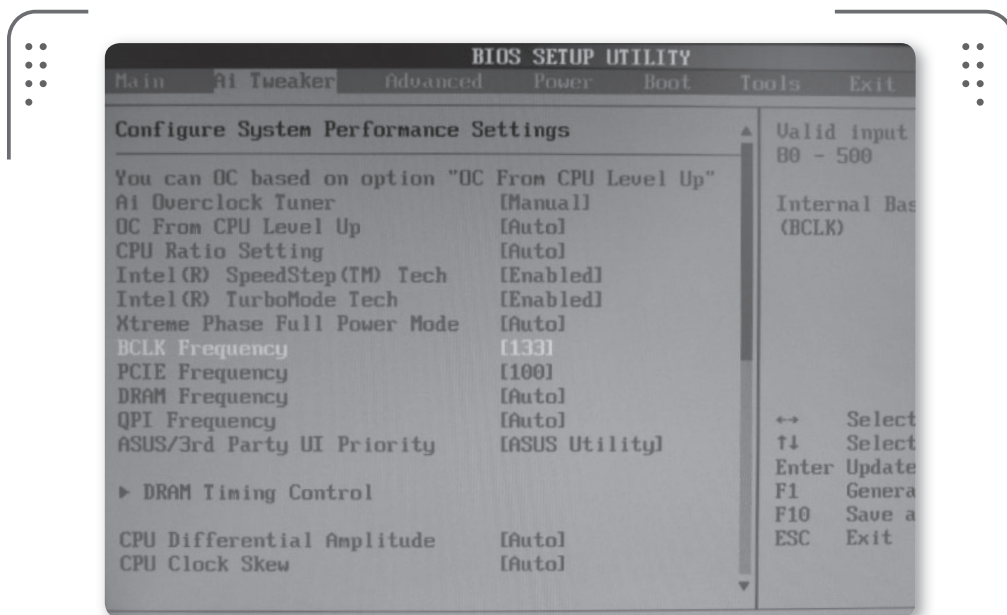 BIOS SETUP UTILITY
Main Ai Tweaker Advanced Power Boot Tools Exit
Configure System Performance Settings
You can OC based on option "OC From CPU Level Up"
Ai Overclock Tuner [Manual]
OC From CPU Level Up [Auto]
CPU Ratio Setting [Auto]
Intel(R) SpeedStep(TM) Tech [Enabled]
Intel(R) TurboMode Tech [Enabled]
Xtreme Phase Full Power Mode [Auto]
BCLK Frequency [133]
PCIE Frequency [100]
DRAM Frequency [Auto]
QPI Frequency [Auto]
ASUS/3rd Party UI Priority [ASUS Utility]
▶ DRAM Timing Control
CPU Differential Amplitude [Auto]
CPU Clock Skew [Auto]
Valid input
80 - 500
Internal Bas
(BCLK)
↔ Select
↑↓ Select
Enter Update
F1 Genera
F10 Save a
ESC Exit